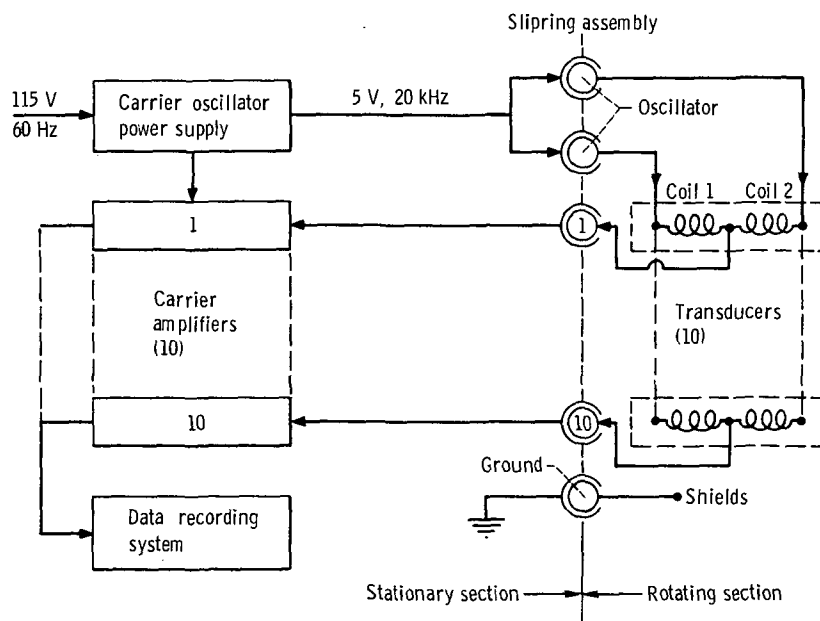 Slipring assembly
115 V
60 Hz
Carrier oscillator
power supply
5 V, 20 kHz
Oscillator
Coil 1
Coil 2
1
1
Carrier
amplifiers
(10)
Transducers
(10)
10
10
Ground
Shields
Data recording
system
Stationary section
Rotating section